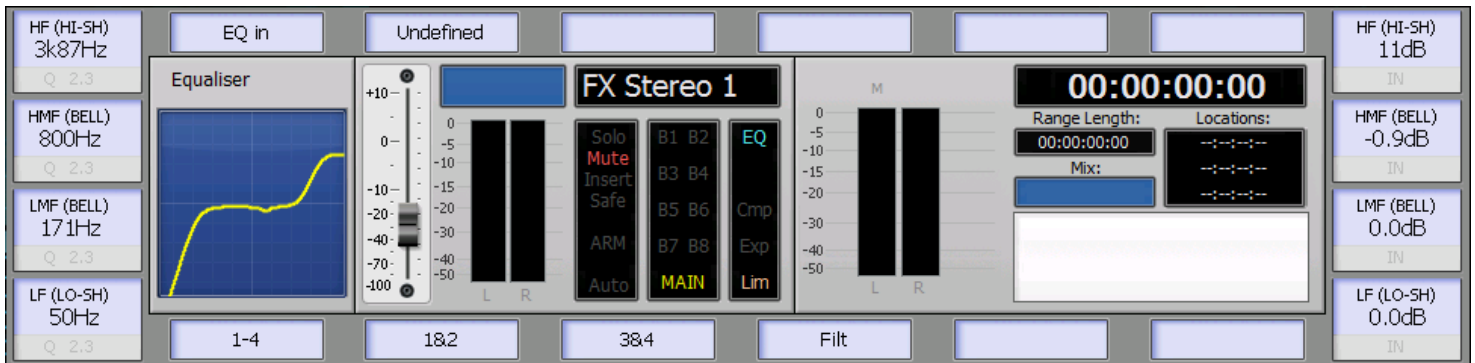 HF (HI-SH)
3k87Hz
Q 2.3
HMF (BELL)
800Hz
Q 2.3
LMF (BELL)
171Hz
Q 2.3
LF (LO-SH)
50Hz
Q 2.3
EQ in
Undefined
Equaliser
+10
0
-10
-20
-40
-70
-100
0
-5
-10
-15
-20
-30
-40
-50
L R
FX Stereo 1
Solo
Mute
Insert
Safe
ARM
Auto
B1 B2
B3 B4
B5 B6
B7 B8
MAIN
EQ
Cmp
Exp
Lim
M
0
-5
-10
-15
-20
-30
-40
-50
L R
00:00:00:00
Range Length:
00:00:00:00
Mix:
Locations:
--:--:--:--
--:--:--:--
--:--:--:--
1-4
1&2
3&4
Filt
HF (HI-SH)
11dB
IN
HMF (BELL)
-0.9dB
IN
LMF (BELL)
0.0dB
IN
LF (LO-SH)
0.0dB
IN